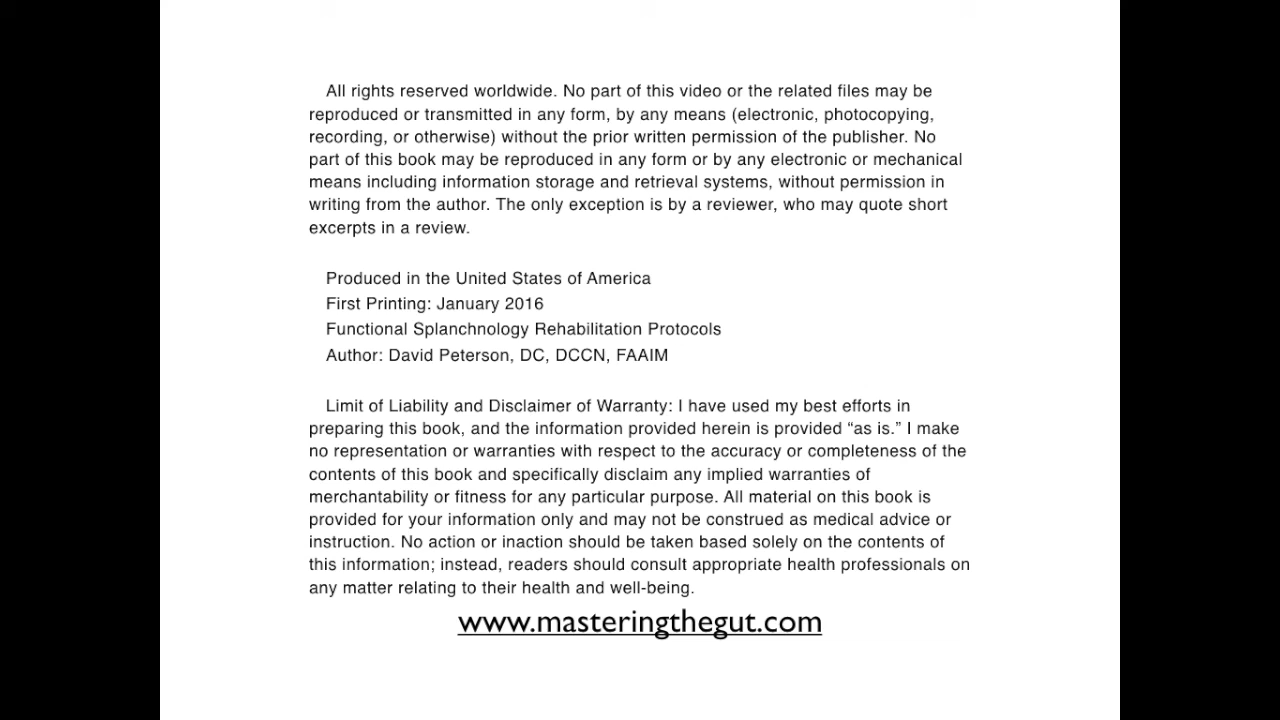 All rights reserved worldwide. No part of this video or the related files may be
reproduced or transmitted in any form, by any means (electronic, photocopying,
recording, or otherwise) without the prior written permission of the publisher. No
part of this book may be reproduced in any form or by any electronic or mechanical
means including information storage and retrieval systems, without permission in
writing from the author. The only exception is by a reviewer, who may quote short
excerpts in a review.
Produced in the United States of America
First Printing: January 2016
Functional Splanchnology Rehabilitation Protocols
Author: David Peterson, DC, DCCN, FAAIM
Limit of Liability and Disclaimer of Warranty: I have used my best efforts in
preparing this book, and the information provided herein is provided “as is.” I make
no representation or warranties with respect to the accuracy or completeness of the
contents of this book and specifically disclaim any implied warranties of
merchantability or fitness for any particular purpose. All material on this book is
provided for your information only and may not be construed as medical advice or
instruction. No action or inaction should be taken based solely on the contents of
this information; instead, readers should consult appropriate health professionals on
any matter relating to their health and well-being.
www.masteringthegut.com